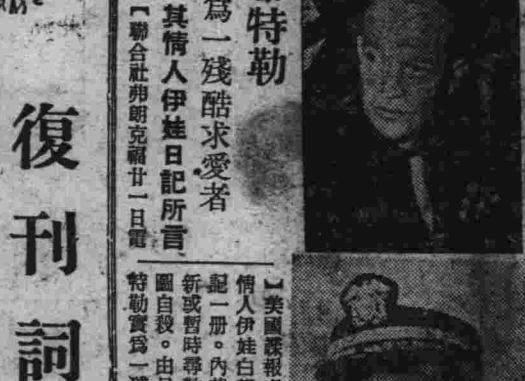 特勒
為一殘酷求愛者
其情人伊娃日記所言
【聯合社弗朗克福廿一日電
】美國諜報
情人伊娃白
記一册。內
新或暫時尋
圖自殺。由
特勒實爲一
復刊詞